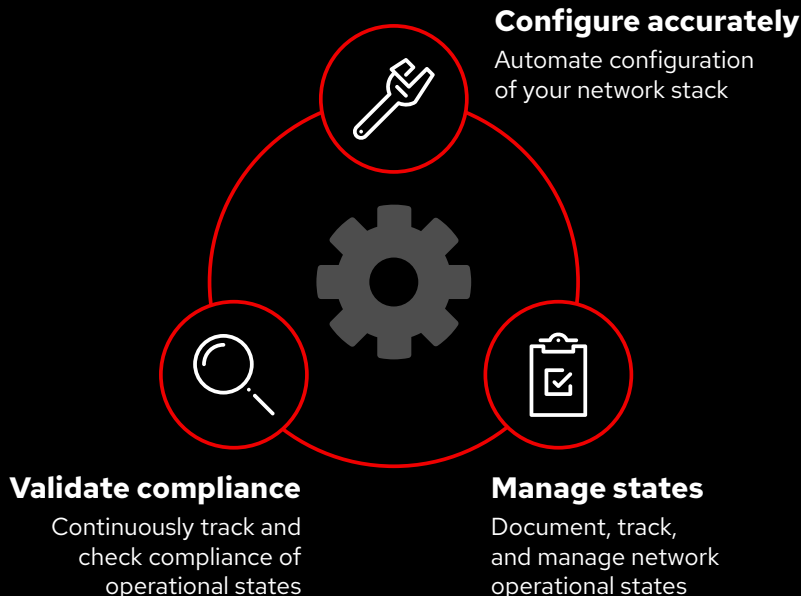 Configure accurately
Automate configuration
of your network stack
Validate compliance
Continuously track and
check compliance of
operational states
Manage states
Document, track,
and manage network
operational states